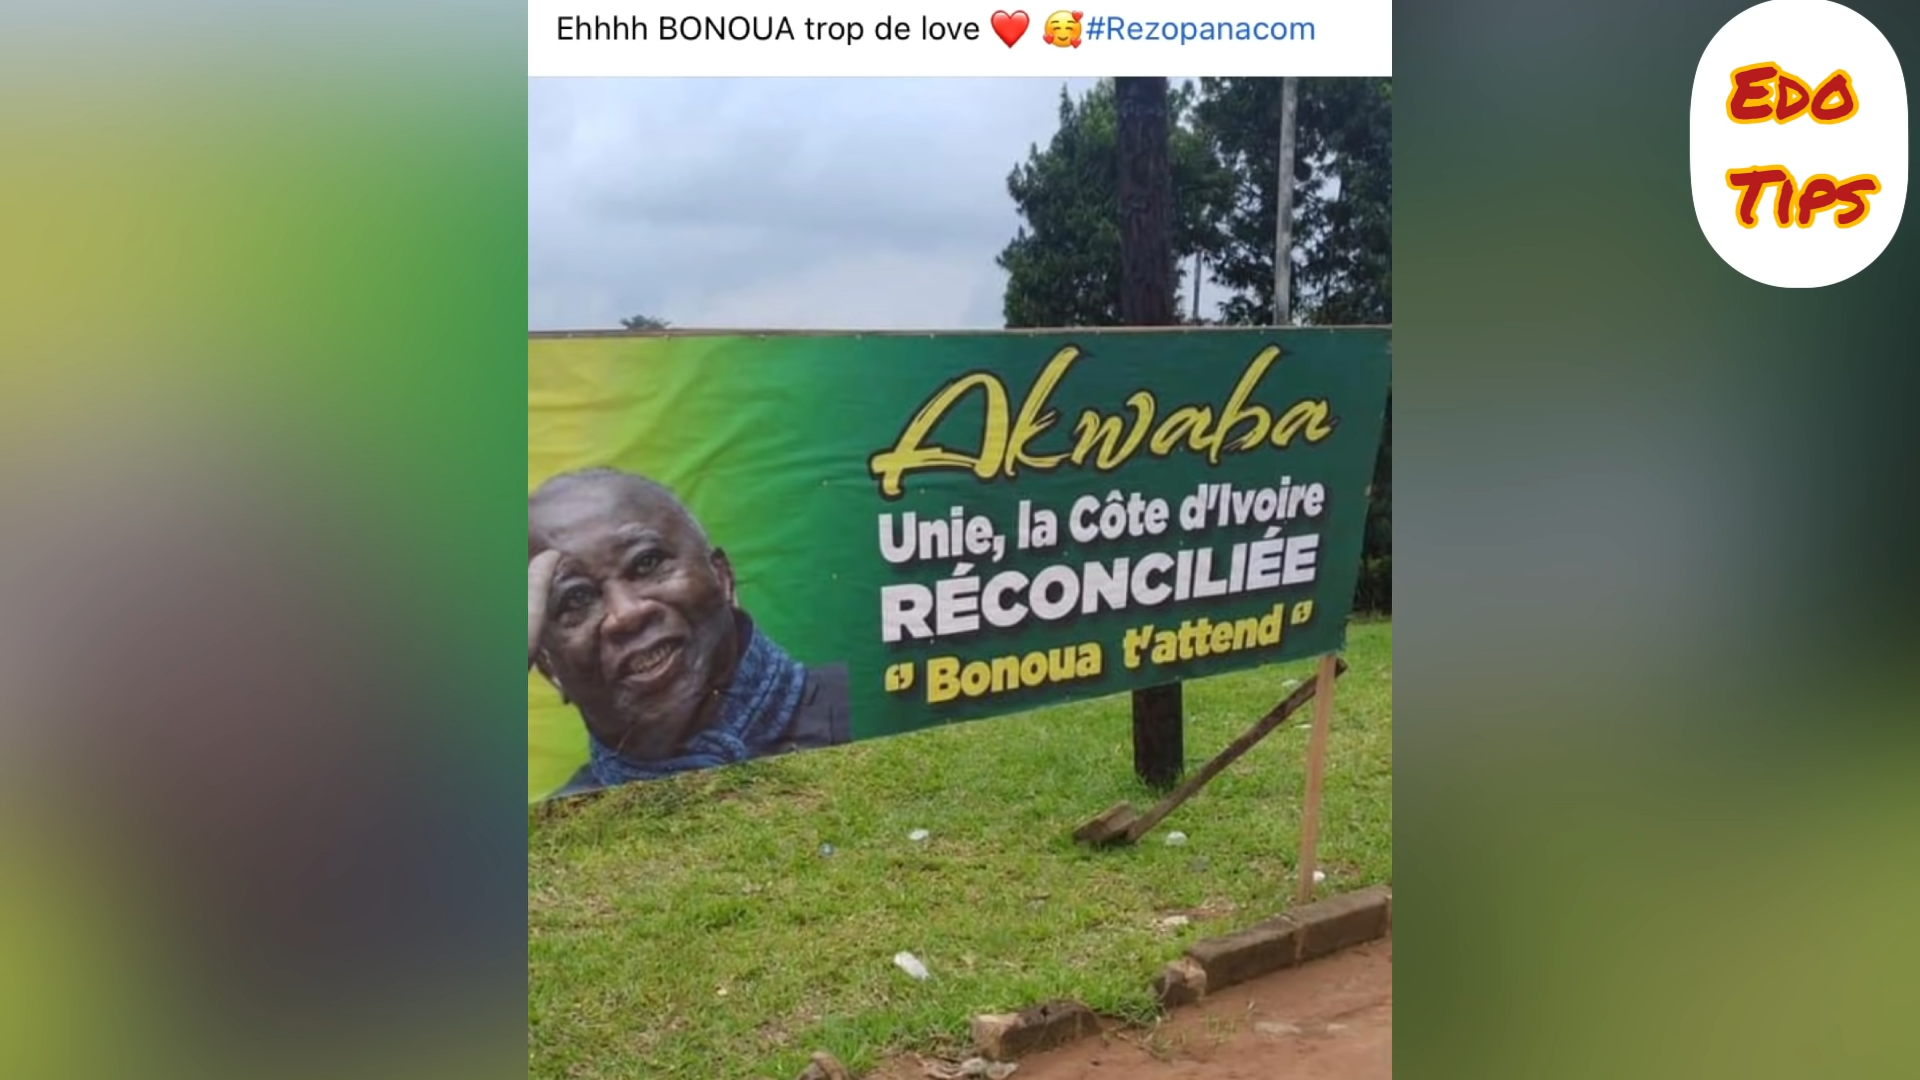 Ehhhh BONOUA trop de love ❤️ 🥰#Rezopanacom
EDO
TIPS
Akwaba
Unie, la Côte d'Ivoire
RÉCONCILIÉE
“ Bonoua t'attend “